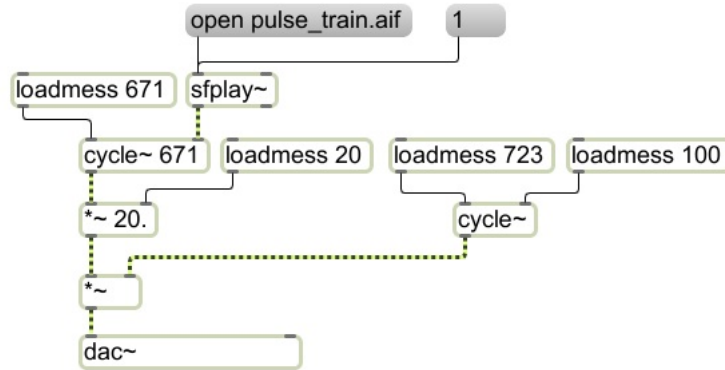 open pulse_train.aif
1
loadmess 671
sfplay~
cycle~ 671
loadmess 20
loadmess 723
loadmess 100
*~ 20.
cycle~
*~
dac~